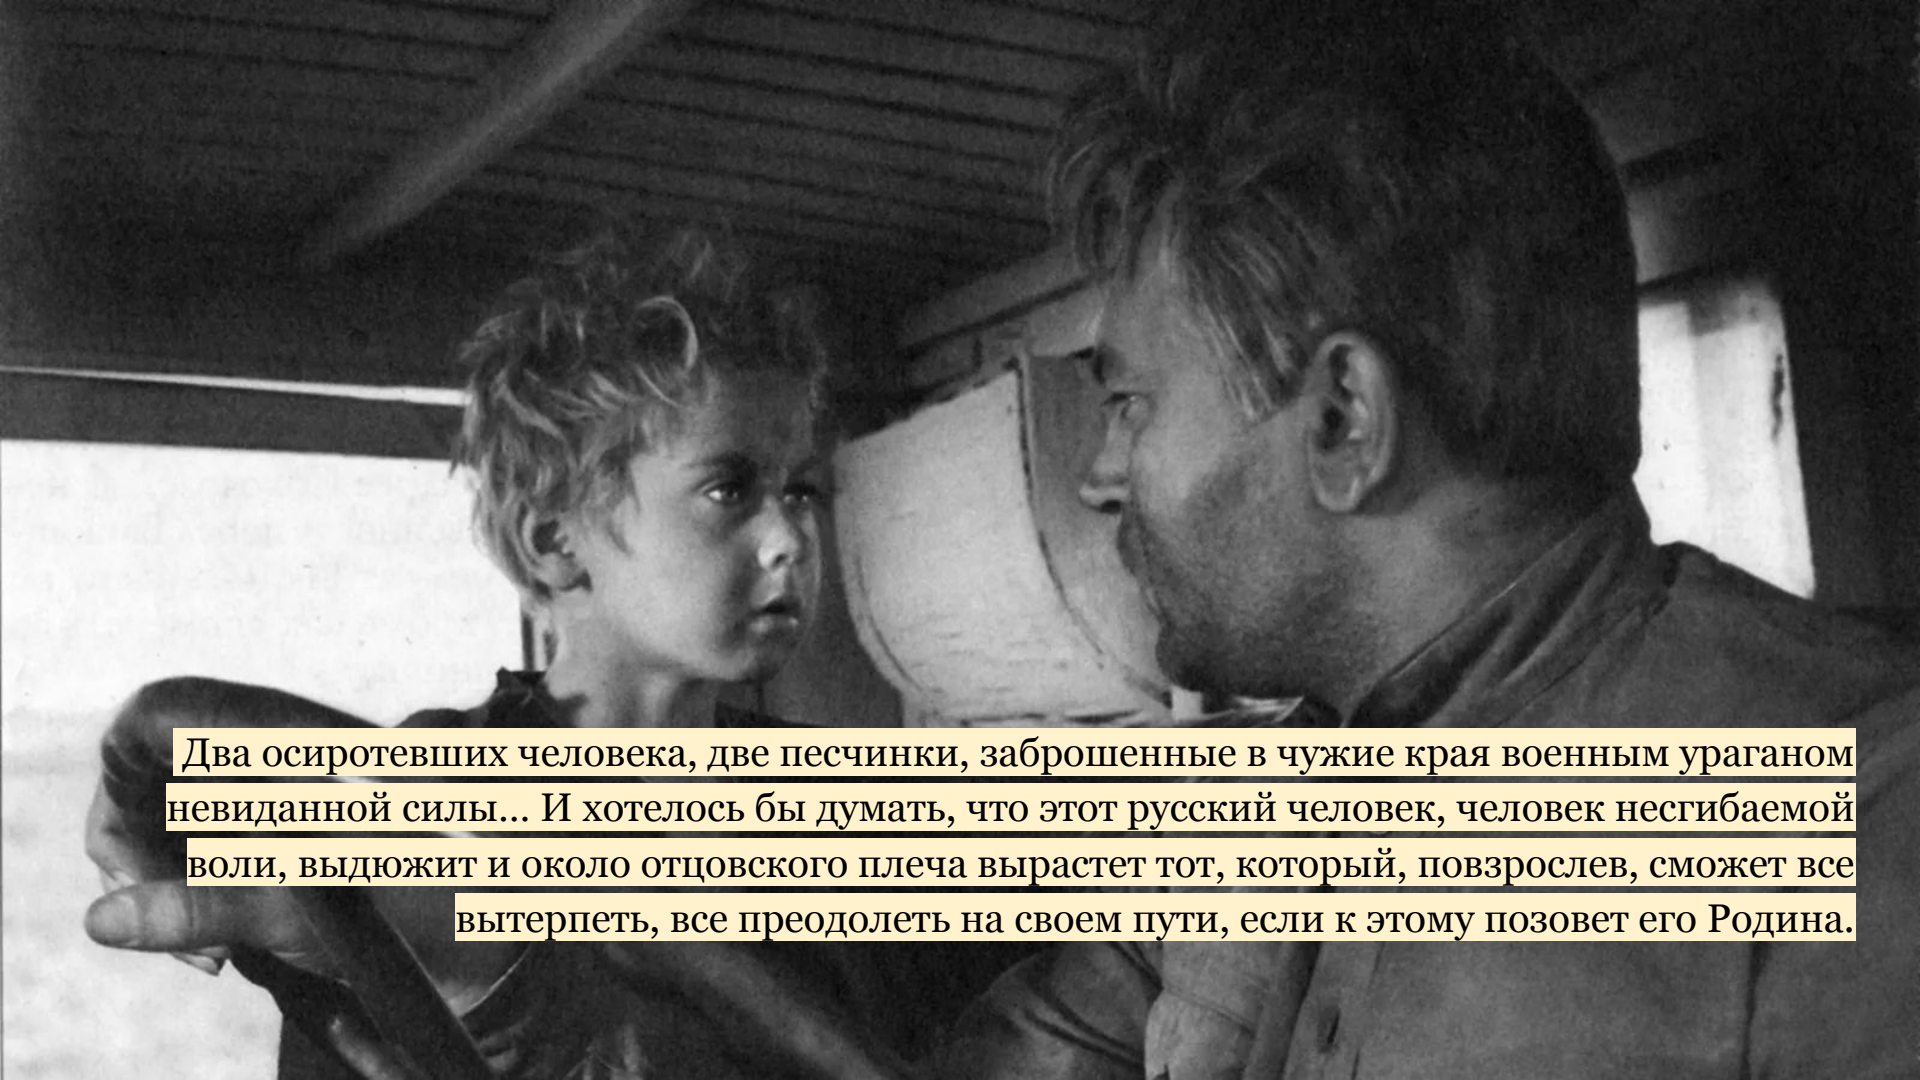 Два осиротевших человека, две песчинки, заброшенные в чужие края военным ураганом
невиданной силы... И хотелось бы думать, что этот русский человек, человек несгибаемой
воли, выдюжит и около отцовского плеча вырастет тот, который, повзрослев, сможет все
вытерпеть, все преодолеть на своем пути, если к этому позовет его Родина.